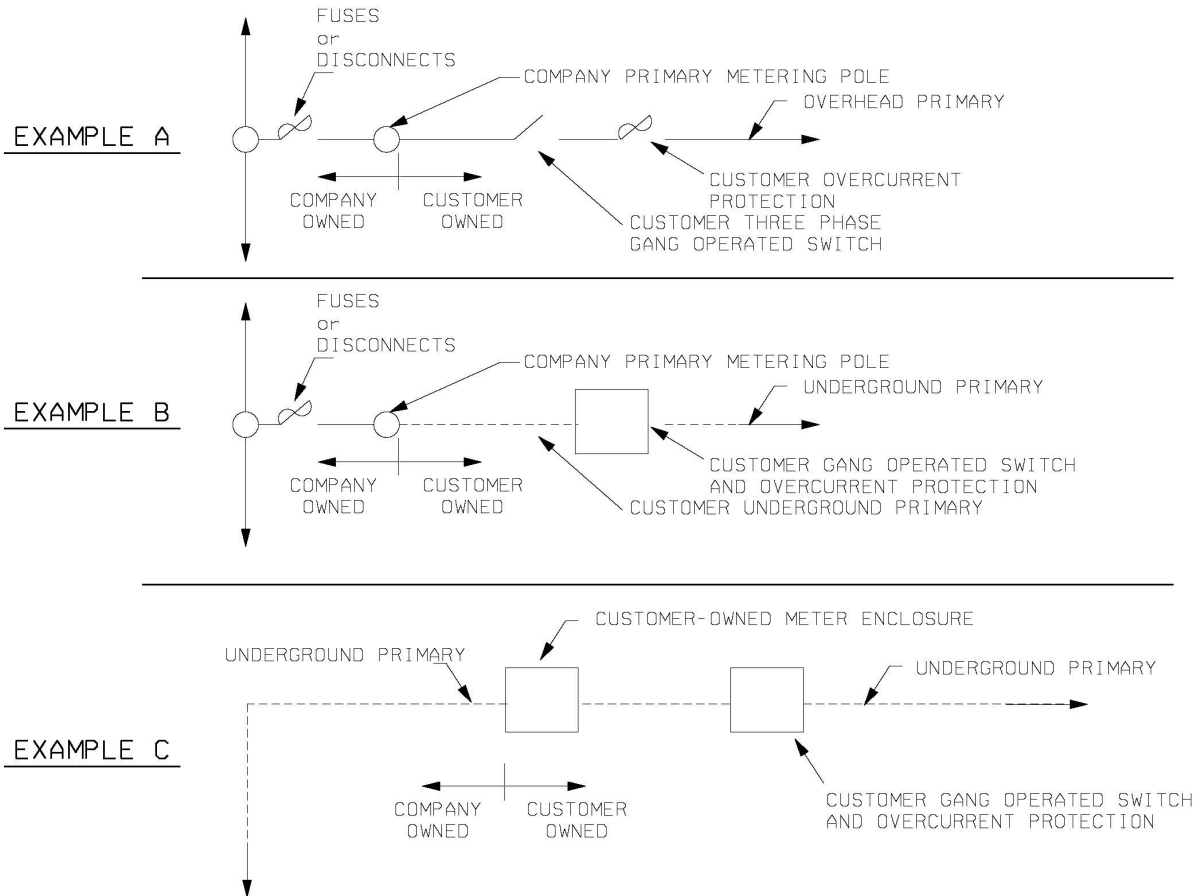 FUSES
or
DISCONNECTS
COMPANY PRIMARY METERING POLE
OVERHEAD PRIMARY
EXAMPLE A
COMPANY
OWNED
CUSTOMER
OWNED
CUSTOMER OVERCURRENT
PROTECTION
CUSTOMER THREE PHASE
GANG OPERATED SWITCH
FUSES
or
DISCONNECTS
COMPANY PRIMARY METERING POLE
UNDERGROUND PRIMARY
EXAMPLE B
COMPANY
OWNED
CUSTOMER
OWNED
CUSTOMER GANG OPERATED SWITCH
AND OVERCURRENT PROTECTION
CUSTOMER UNDERGROUND PRIMARY
CUSTOMER-OWNED METER ENCLOSURE
UNDERGROUND PRIMARY
UNDERGROUND PRIMARY
EXAMPLE C
COMPANY
OWNED
CUSTOMER
OWNED
CUSTOMER GANG OPERATED SWITCH
AND OVERCURRENT PROTECTION